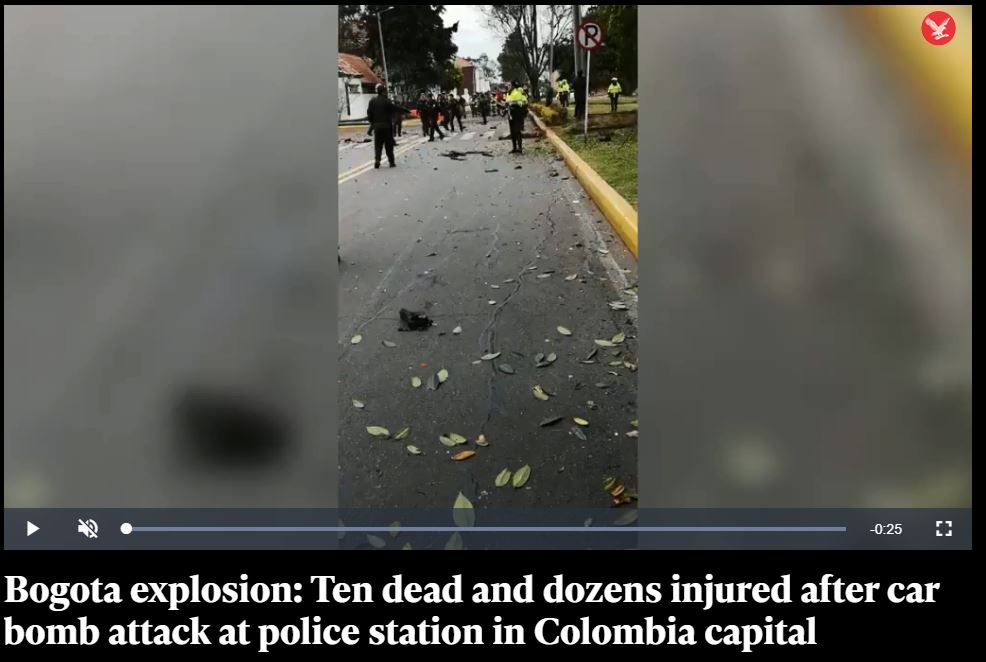 -0:25
Bogota explosion: Ten dead and dozens injured after car
bomb attack at police station in Colombia capital